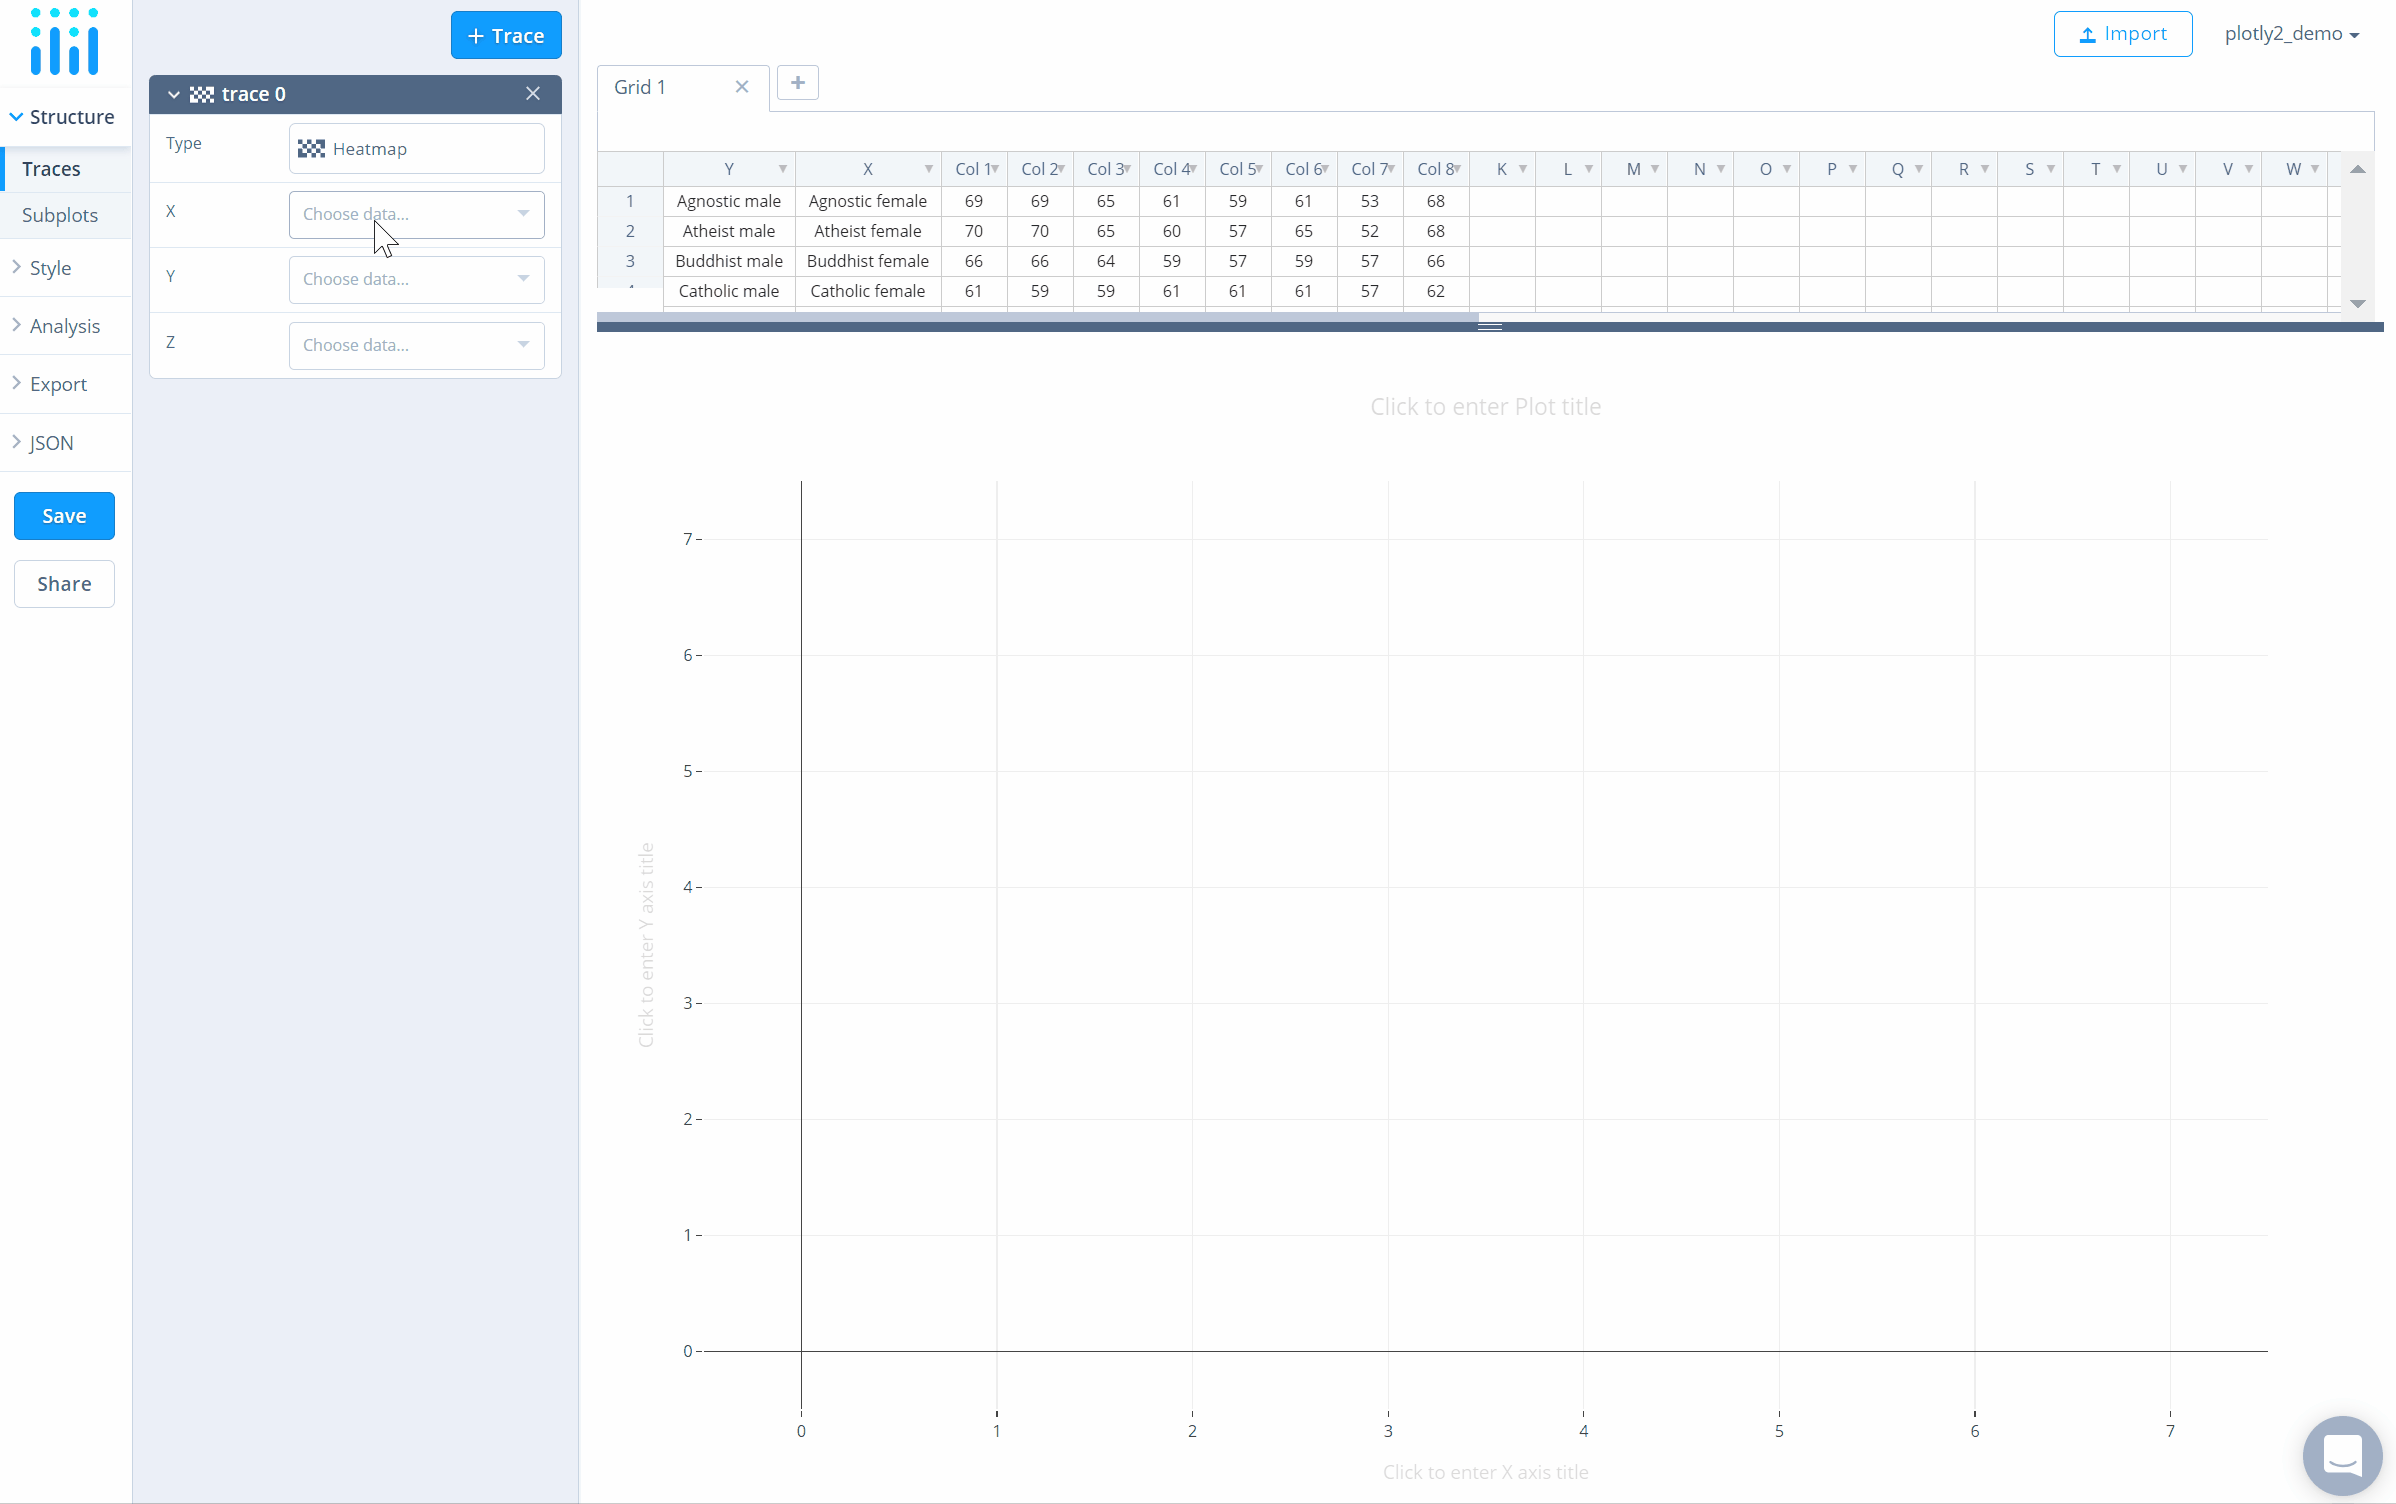 + Trace
Import
plotly2_demo
Grid 1
+
trace 0
Structure
Traces
Subplots
Style
Analysis
Export
JSON
Save
Share
Type Heatmap
X Choose data...
Y Choose data...
Z Choose data...
Y X Col 1 Col 2 Col 3 Col 4 Col 5 Col 6 Col 7 Col 8 K L M N O P Q R S T U V W
1 Agnostic male Agnostic female 69 69 65 61 59 61 53 68
2 Atheist male Atheist female 70 70 65 60 57 65 52 68
3 Buddhist male Buddhist female 66 66 64 59 57 59 57 66
Catholic male Catholic female 61 59 59 61 61 61 57 62
Click to enter Plot title
7
6
5
4
3
2
1
0
Click to enter Y axis title
0 1 2 3 4 5 6 7
Click to enter X axis title